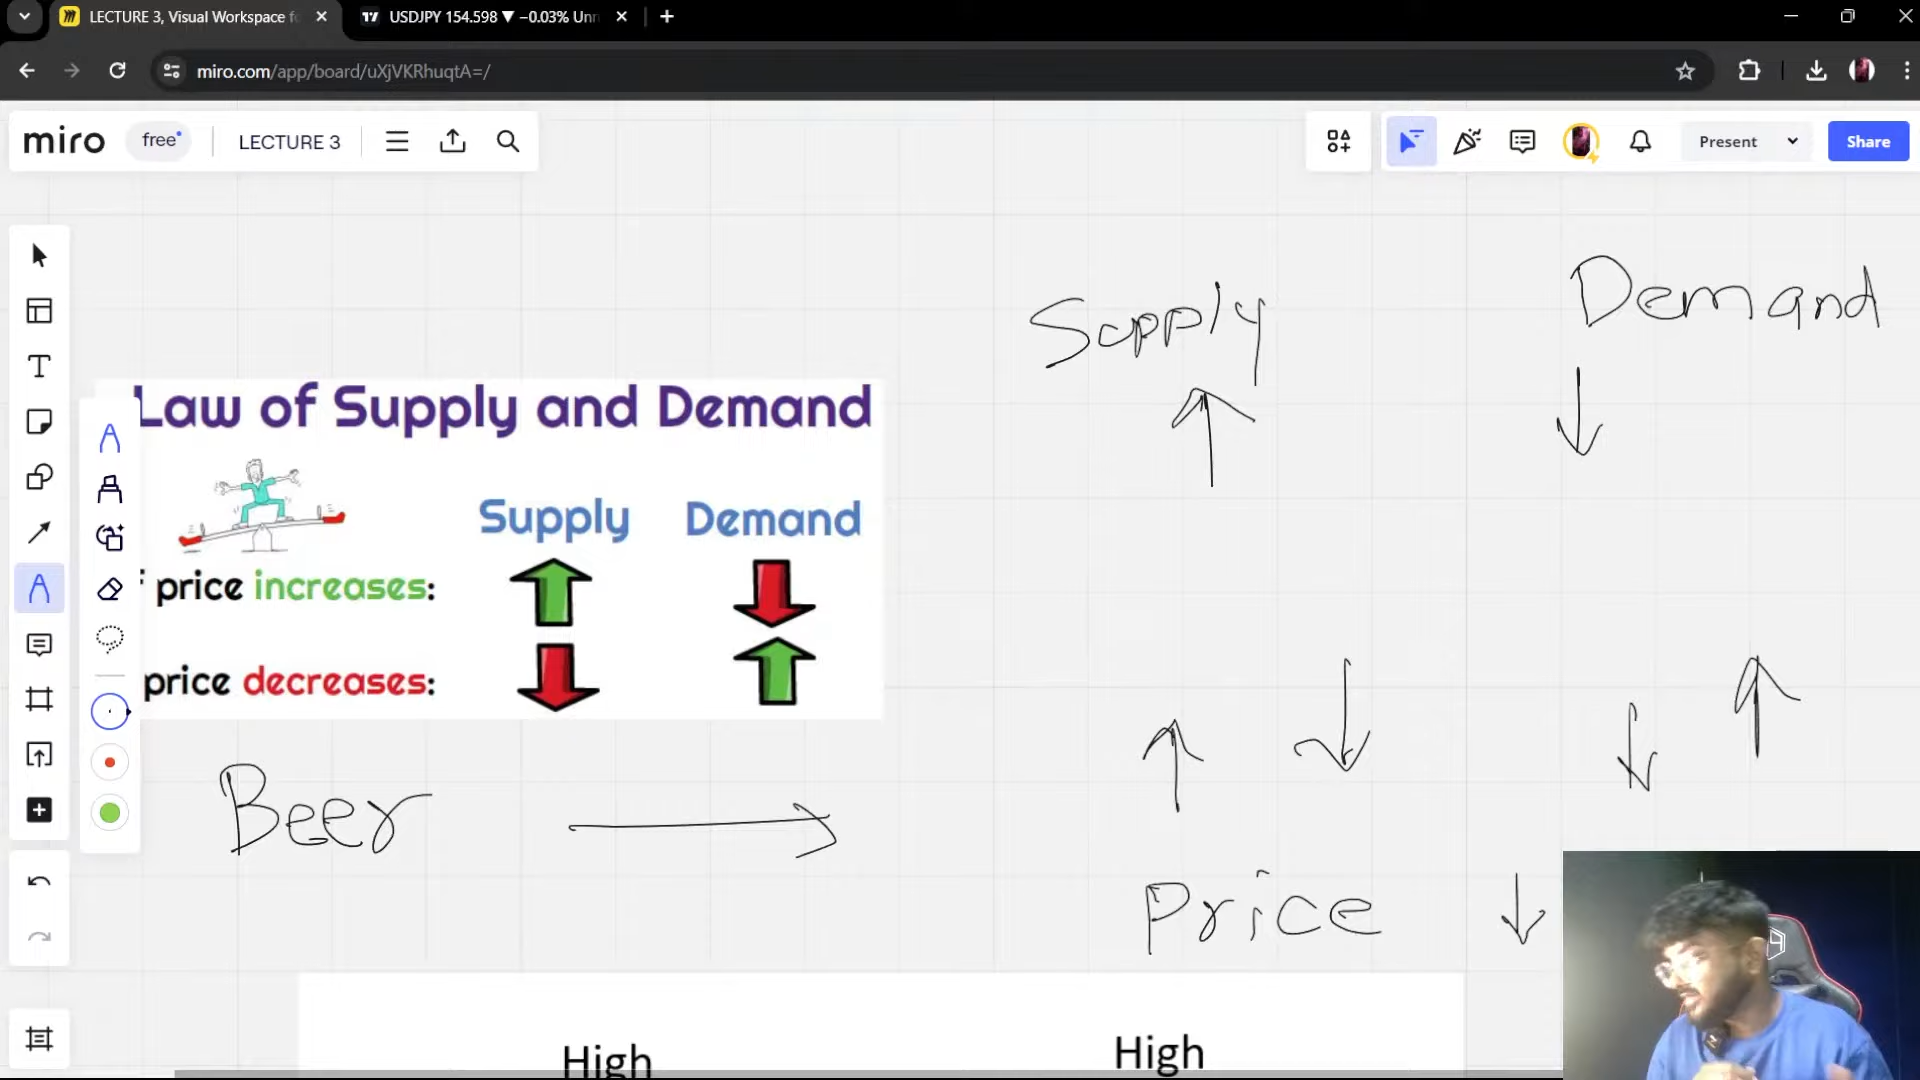 LECTURE 3, Visual Workspace fo
USDJPY 154.598 ▼ −0.03% Unn
miro.com/app/board/uXjVKRhuqtA=/
miro
free
LECTURE 3
Present
Share
Supply
Demand
Law of Supply and Demand
Supply Demand
price increases:
price decreases:
Beer
Price
High
High